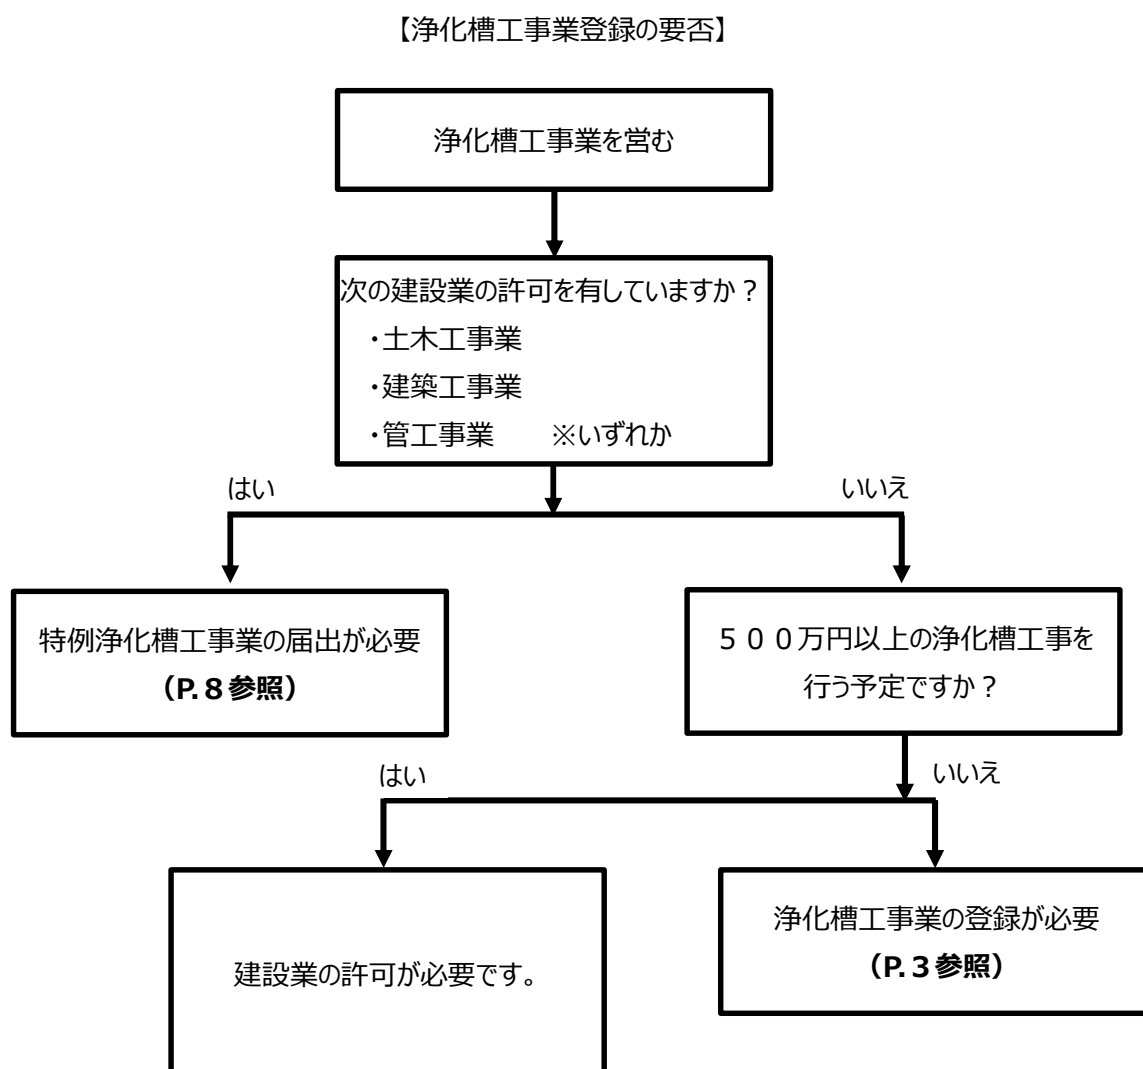 【浄化槽工事業登録の要否】
浄化槽工事業を営む
次の建設業の許可を有していますか？
・土木工事業
・建築工事業
・管工事業　　※いずれか
はい
いいえ
特例浄化槽工事業の届出が必要
（P.８参照）
５００万円以上の浄化槽工事を
行う予定ですか？
はい
いいえ
建設業の許可が必要です。
浄化槽工事業の登録が必要
（P.３参照）